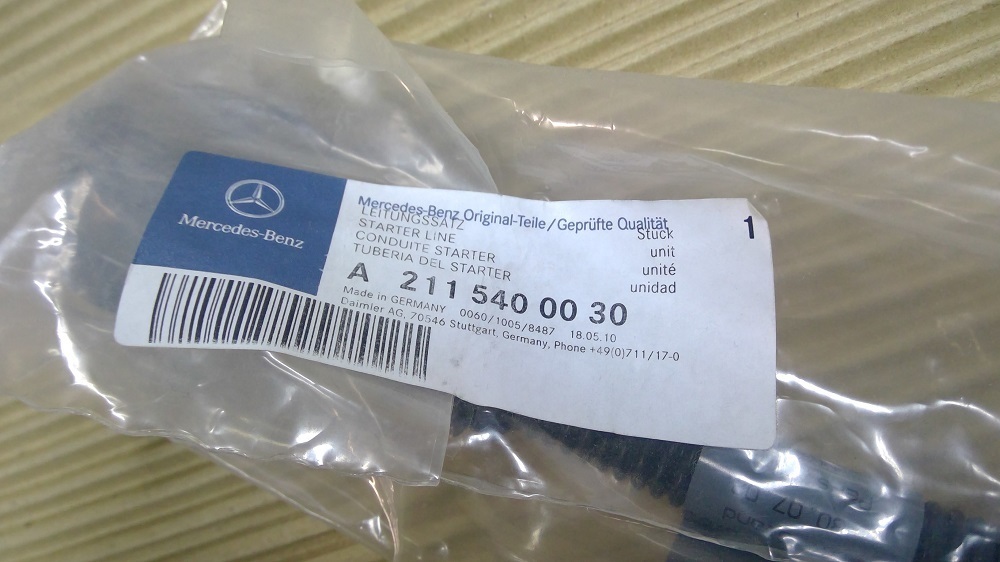 Mercedes-Benz
Mercedes-Benz Original-Teile/Geprüfte Qualität
1
LEITUNGSSATZ
Stück
STARTER LINE
unit
CONDUITE STARTER
unité
TUBERIA DEL STARTER
unidad
A 211 540 00 30
Made in GERMANY 0060/1005/8487 18.05.10
Daimler AG, 70546 Stuttgart, Germany, Phone +49(0)711/17-0